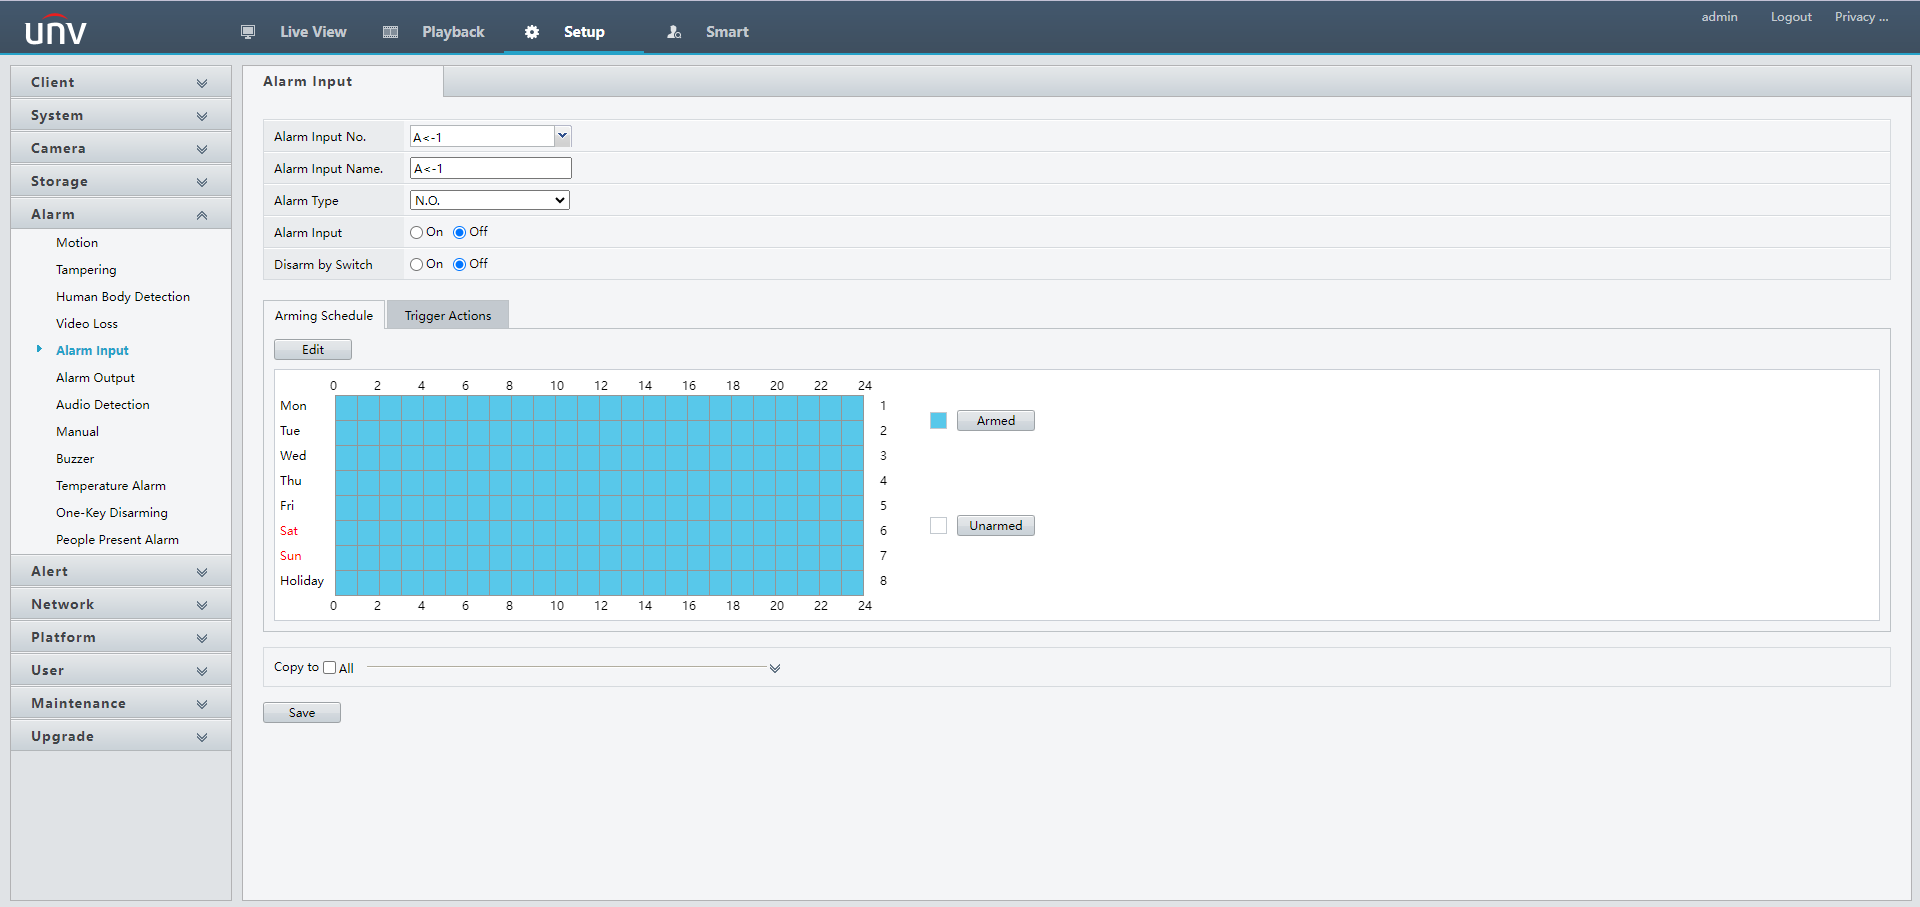 unv
Live View
Playback
Setup
Smart
admin
Logout
Privacy ...
Client
System
Camera
Storage
Alarm
Motion
Tampering
Human Body Detection
Video Loss
Alarm Input
Alarm Output
Audio Detection
Manual
Buzzer
Temperature Alarm
One-Key Disarming
People Present Alarm
Alert
Network
Platform
User
Maintenance
Upgrade
Alarm Input
Alarm Input No. A<-1
Alarm Input Name. A<-1
Alarm Type N.O.
Alarm Input On Off
Disarm by Switch On Off
Arming Schedule Trigger Actions
Edit
0 2 4 6 8 10 12 14 16 18 20 22 24
Mon 1
Tue 2
Wed 3
Thu 4
Fri 5
Sat 6
Sun 7
Holiday 8
0 2 4 6 8 10 12 14 16 18 20 22 24
Armed
Unarmed
Copy to All
Save